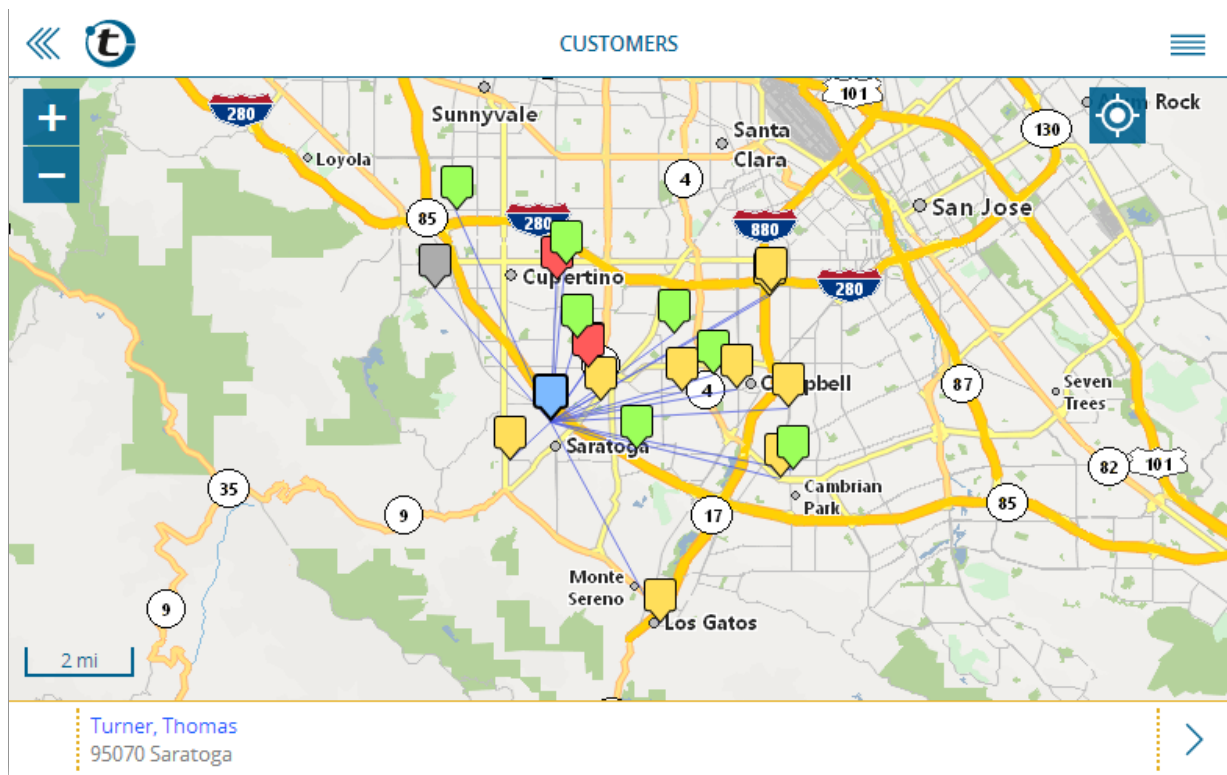 t
CUSTOMERS
+
−
280
101
Rock
Sunnyvale
Santa
Clara
130
Loyola
4
85
San Jose
280
880
Cupertino
280
4
Campbell
87
Seven
Trees
Saratoga
35
82
101
9
17
Cambrian
Park
85
Monte
Sereno
9
Los Gatos
2 mi
Turner, Thomas
95070 Saratoga